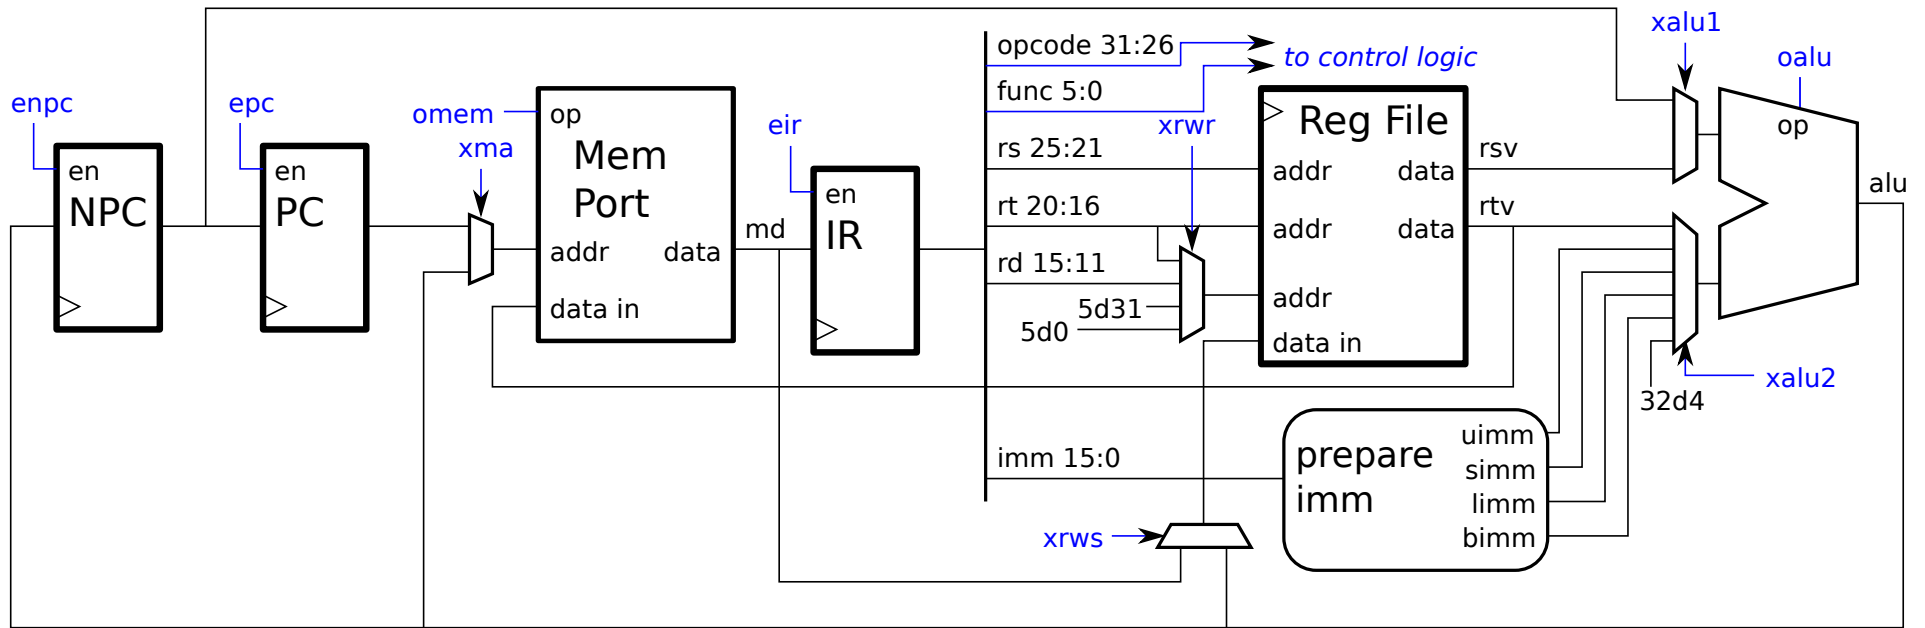 enpc
en
NPC
epc
en
PC
omem
xma
op
Mem
Port
addr
data
data in
md
eir
en
IR
opcode 31:26
to control logic
func 5:0
xrwr
rs 25:21
rt 20:16
rd 15:11
5d31
5d0
Reg File
addr
data
addr
data
addr
data in
rsv
rtv
xalu1
oalu
op
alu
xalu2
32d4
imm 15:0
prepare
imm
uimm
simm
limm
bimm
xrws